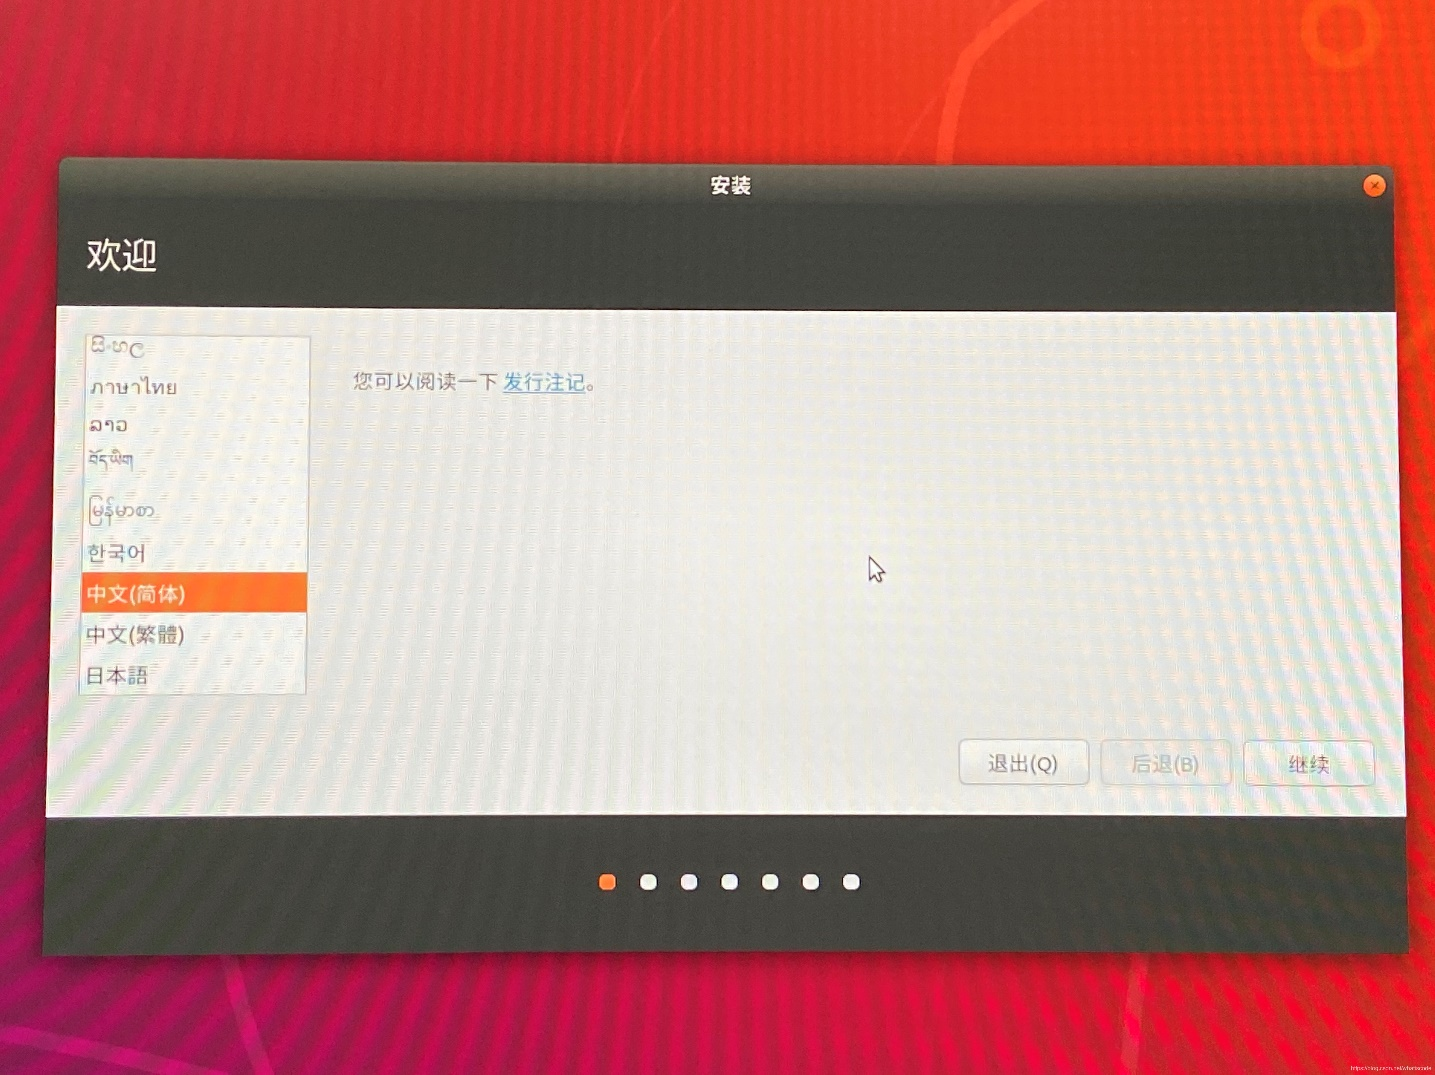 安装
欢迎
සිංහල
ภาษาไทย
ລາວ
བོད་ཡིག
မြန်မာစာ
한국어
中文(简体)
中文(繁體)
日本語
您可以阅读一下 发行注记。
退出(Q)
后退(B)
继续